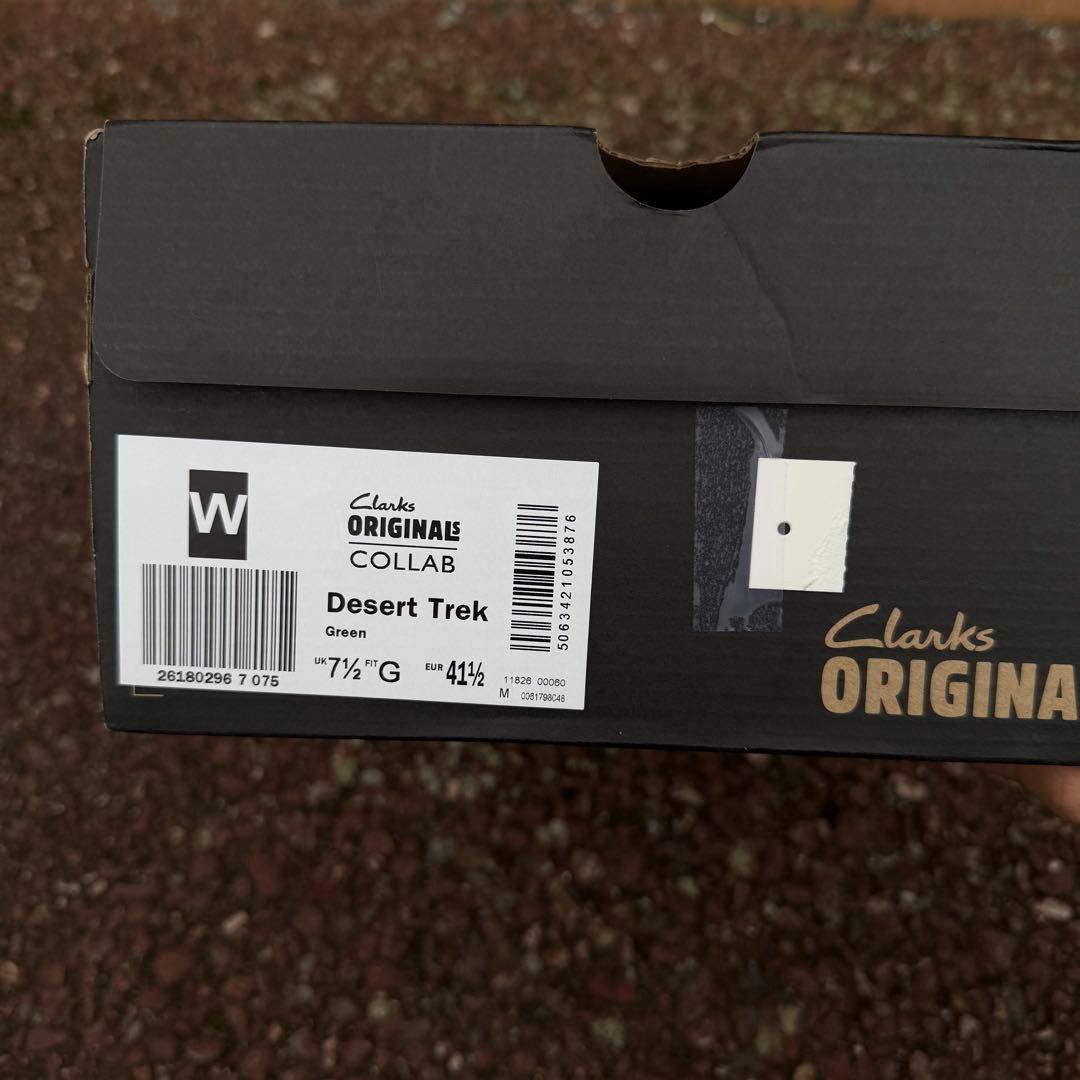 W
26180296 7 075
Clarks
ORIGINALS
COLLAB
Desert Trek
Green
UK 7½ FIT G EUR 41½
5063421053876
11826 00060
M 0061798048
Clarks
ORIGINA